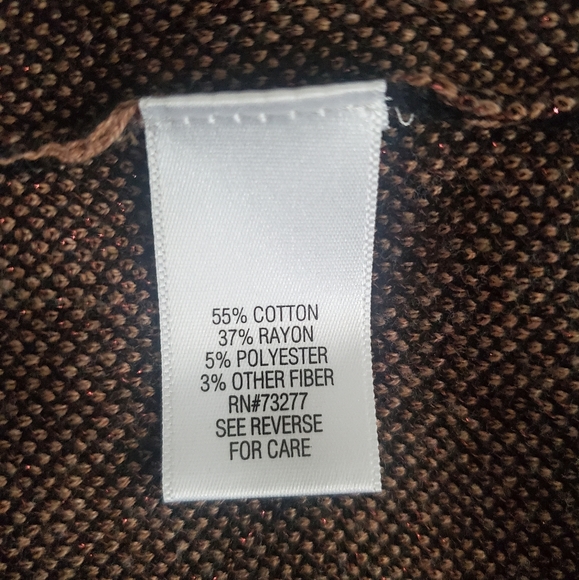 55% COTTON
37% RAYON
5% POLYESTER
3% OTHER FIBER
RN#73277
SEE REVERSE
FOR CARE